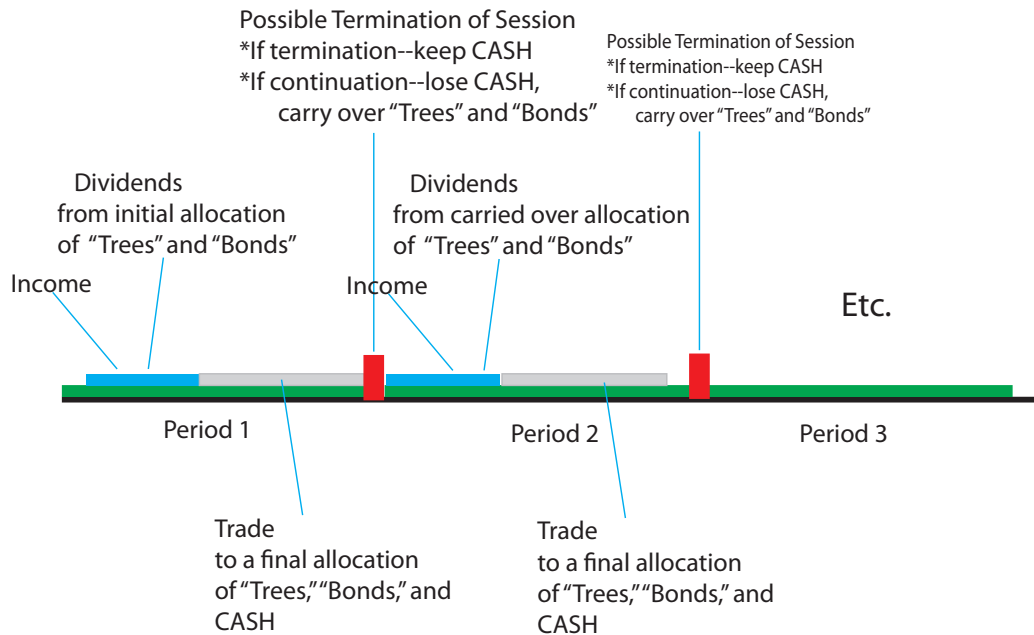 Possible Termination of Session
*If termination--keep CASH
*If continuation--lose CASH,
carry over “Trees” and “Bonds”
Possible Termination of Session
*If termination--keep CASH
*If continuation--lose CASH,
carry over “Trees” and “Bonds”
Dividends
from initial allocation
of “Trees” and “Bonds”
Income
Dividends
from carried over allocation
of “Trees” and “Bonds”
Income
Etc.
Period 1
Period 2
Period 3
Trade
to a final allocation
of “Trees,” “Bonds,” and
CASH
Trade
to a final allocation
of “Trees,” “Bonds,” and
CASH